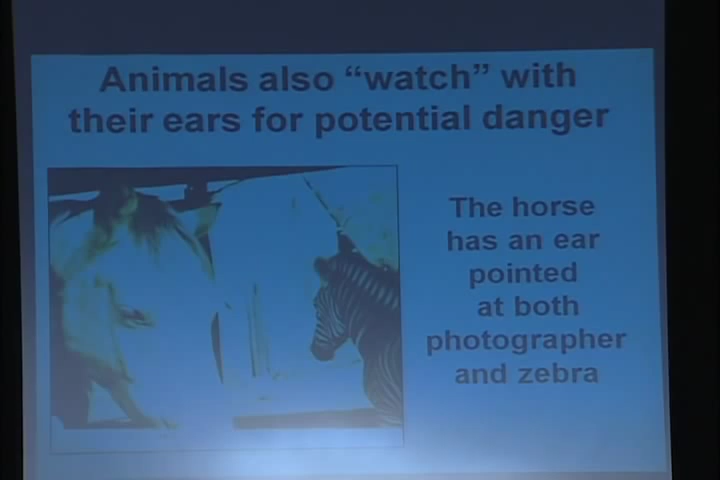 Animals also “watch” with
their ears for potential danger
The horse
has an ear
pointed
at both
photographer
and zebra